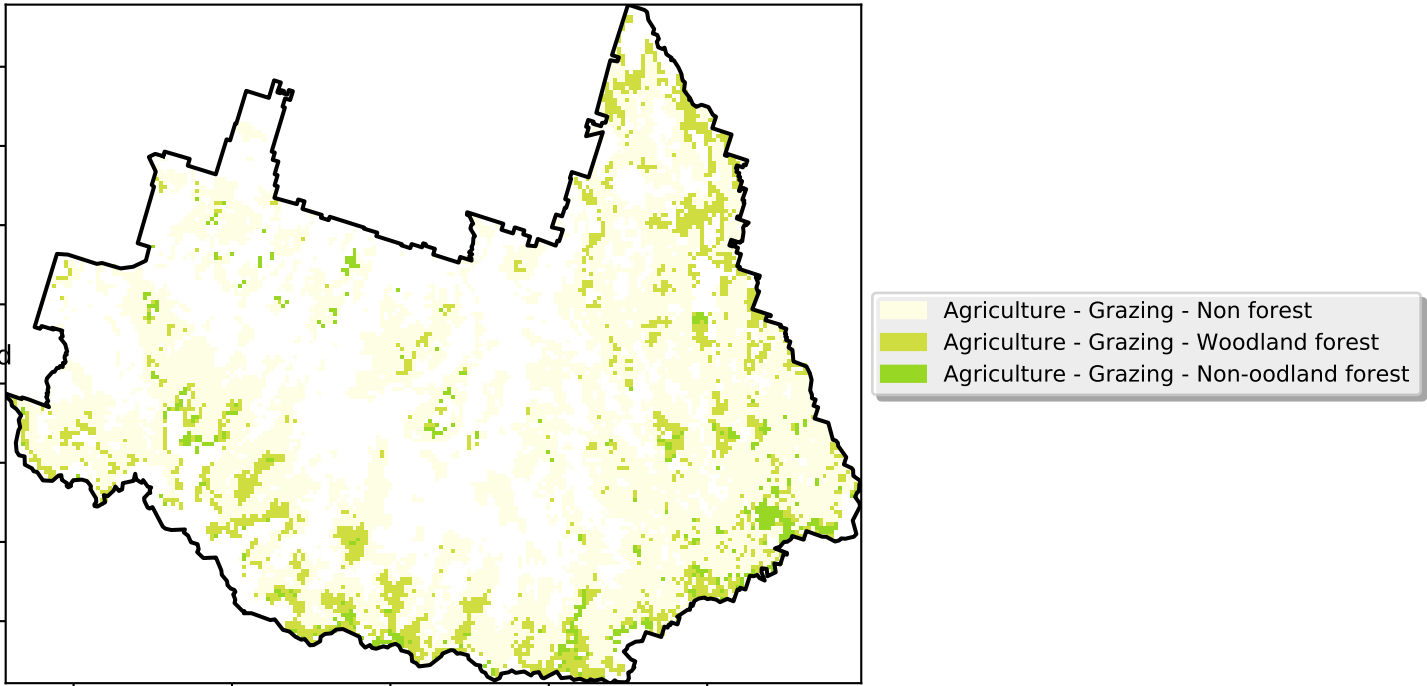 d
Agriculture - Grazing - Non forest
Agriculture - Grazing - Woodland forest
Agriculture - Grazing - Non-oodland forest